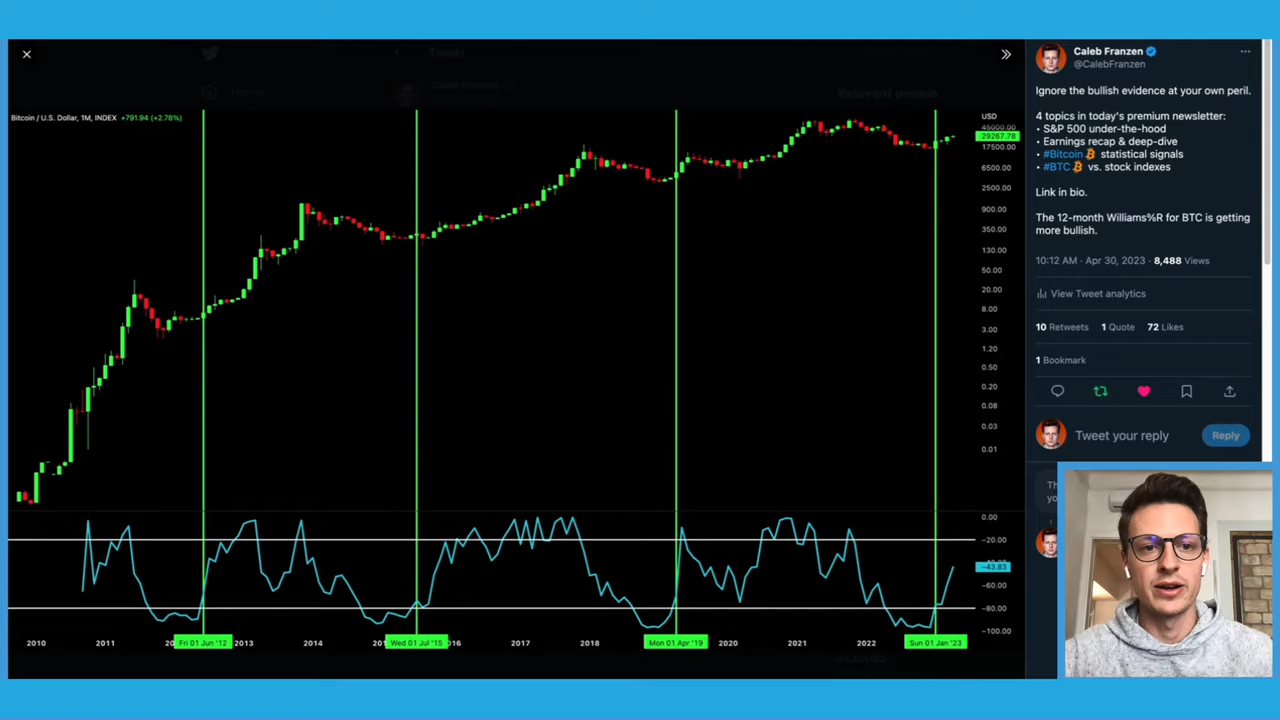 Tweet
Home
Relevant people
Bitcoin / U.S. Dollar, 1M, INDEX +791.94 (+2.78%)
USD
45000.00
29267.78
17500.00
6500.00
2500.00
900.00
350.00
130.00
50.00
20.00
8.00
3.00
1.20
0.50
0.20
0.08
0.03
0.01
0.00
-20.00
-43.83
-60.00
-80.00
-100.00
2010 2011 Fri 01 Jun '12 2013 2014 Wed 01 Jul '15 2017 2018 Mon 01 Apr '19 2020 2021 2022 Sun 01 Jan '23
Caleb Franzen
@CalebFranzen
Ignore the bullish evidence at your own peril.
4 topics in today's premium newsletter:
• S&P 500 under-the-hood
• Earnings recap & deep-dive
• #Bitcoin statistical signals
• #BTC vs. stock indexes
Link in bio.
The 12-month Williams%R for BTC is getting
more bullish.
10:12 AM · Apr 30, 2023 · 8,488 Views
View Tweet analytics
10 Retweets 1 Quote 72 Likes
1 Bookmark
Tweet your reply
Reply